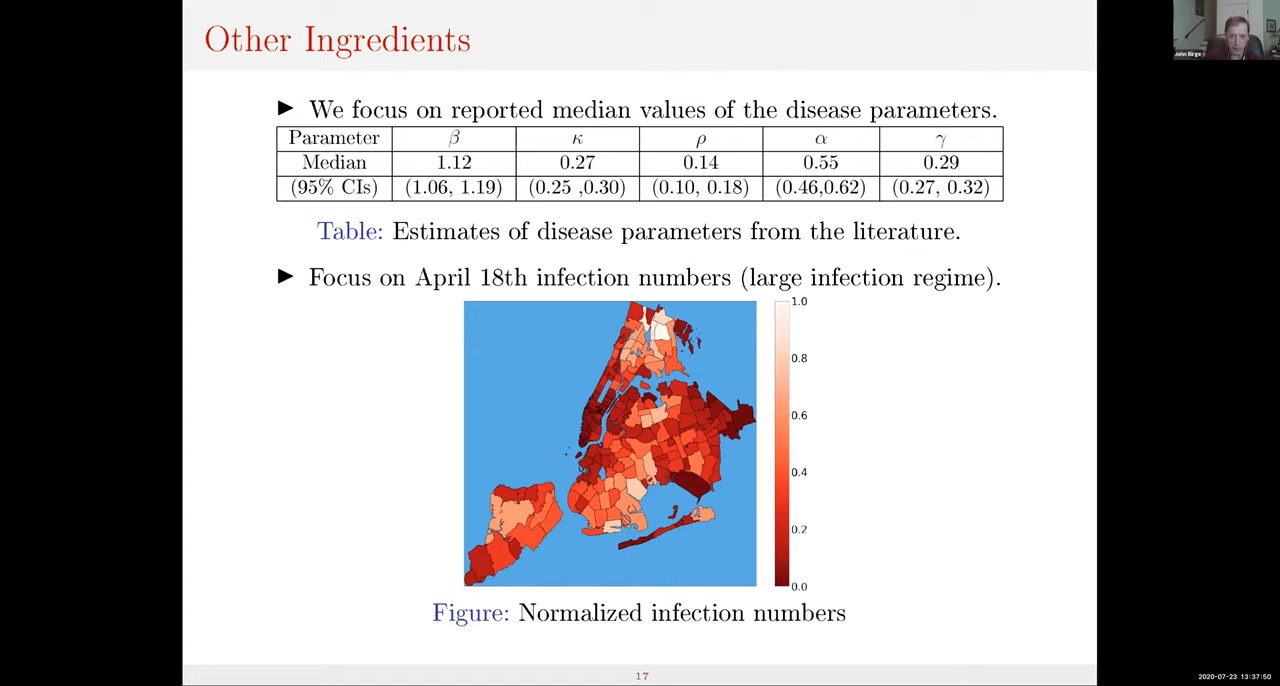 Other Ingredients
John Birge
▶ We focus on reported median values of the disease parameters.
Parameter β κ ρ α γ
Median 1.12 0.27 0.14 0.55 0.29
(95% CIs) (1.06, 1.19) (0.25 ,0.30) (0.10, 0.18) (0.46,0.62) (0.27, 0.32)
Table: Estimates of disease parameters from the literature.
▶ Focus on April 18th infection numbers (large infection regime).
1.0
0.8
0.6
0.4
0.2
0.0
Figure: Normalized infection numbers
17
2020-07-23 13:37:50